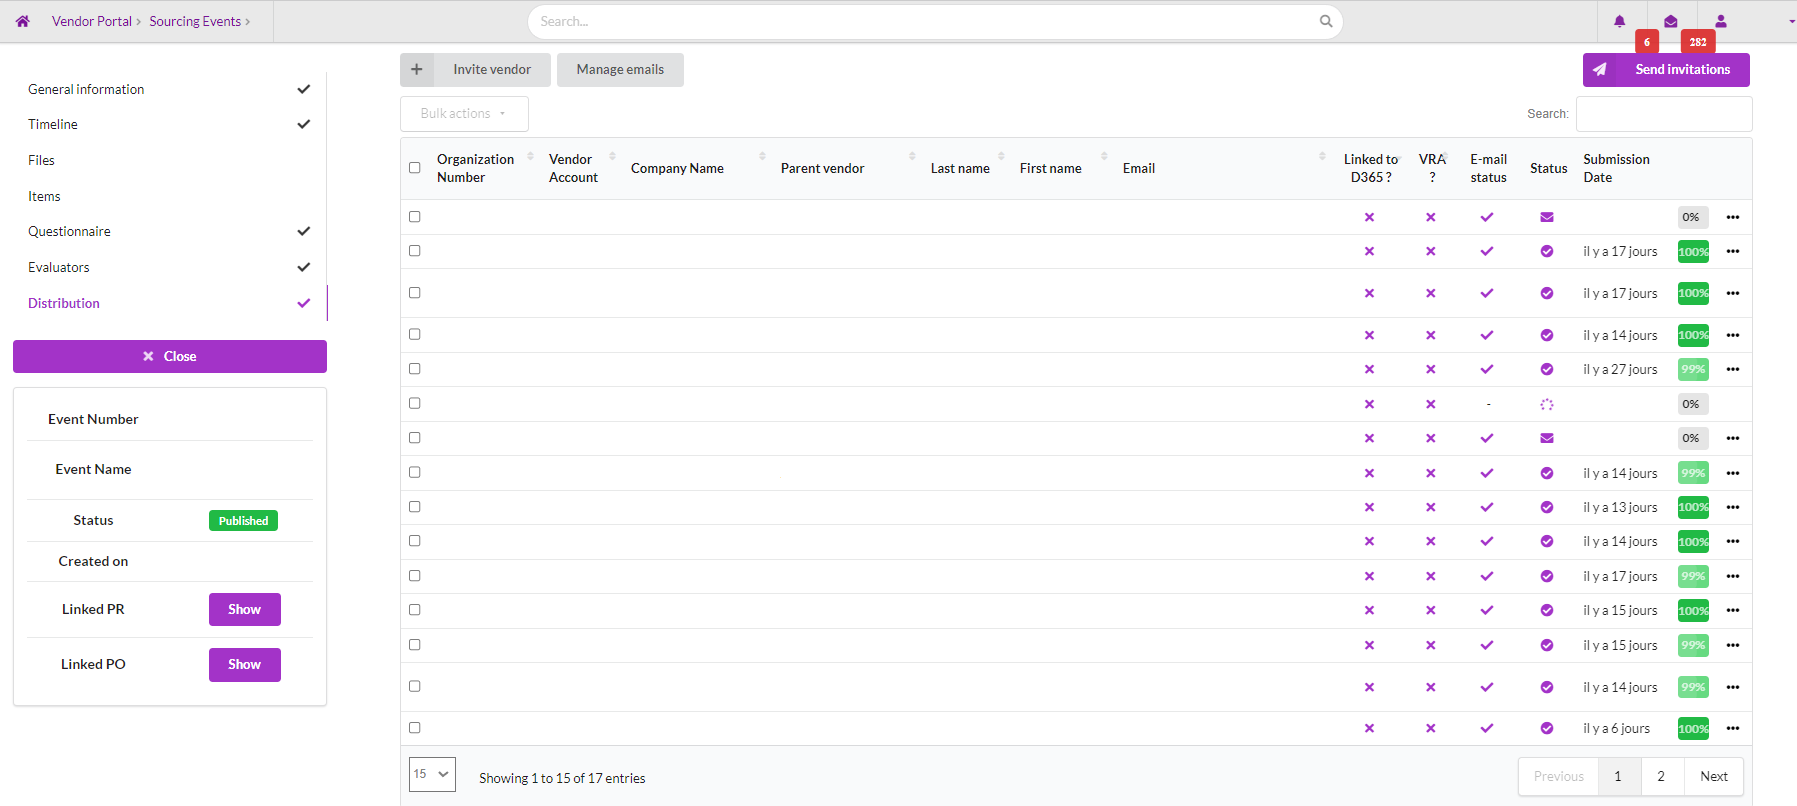 Vendor Portal > Sourcing Events >
Search...
6
282
General information
Timeline
Files
Items
Questionnaire
Evaluators
Distribution
Close
Event Number
Event Name
Status Published
Created on
Linked PR Show
Linked PO Show
Invite vendor Manage emails Send invitations
Bulk actions Search:
Organization Number Vendor Account Company Name Parent vendor Last name First name Email Linked to D365 ? VRA ? E-mail status Status Submission Date
0%
il y a 17 jours 100%
il y a 17 jours 100%
il y a 14 jours 100%
il y a 27 jours 99%
- 0%
0%
il y a 14 jours 99%
il y a 13 jours 100%
il y a 14 jours 100%
il y a 17 jours 99%
il y a 15 jours 100%
il y a 15 jours 99%
il y a 14 jours 99%
il y a 6 jours 100%
15 Showing 1 to 15 of 17 entries Previous 1 2 Next